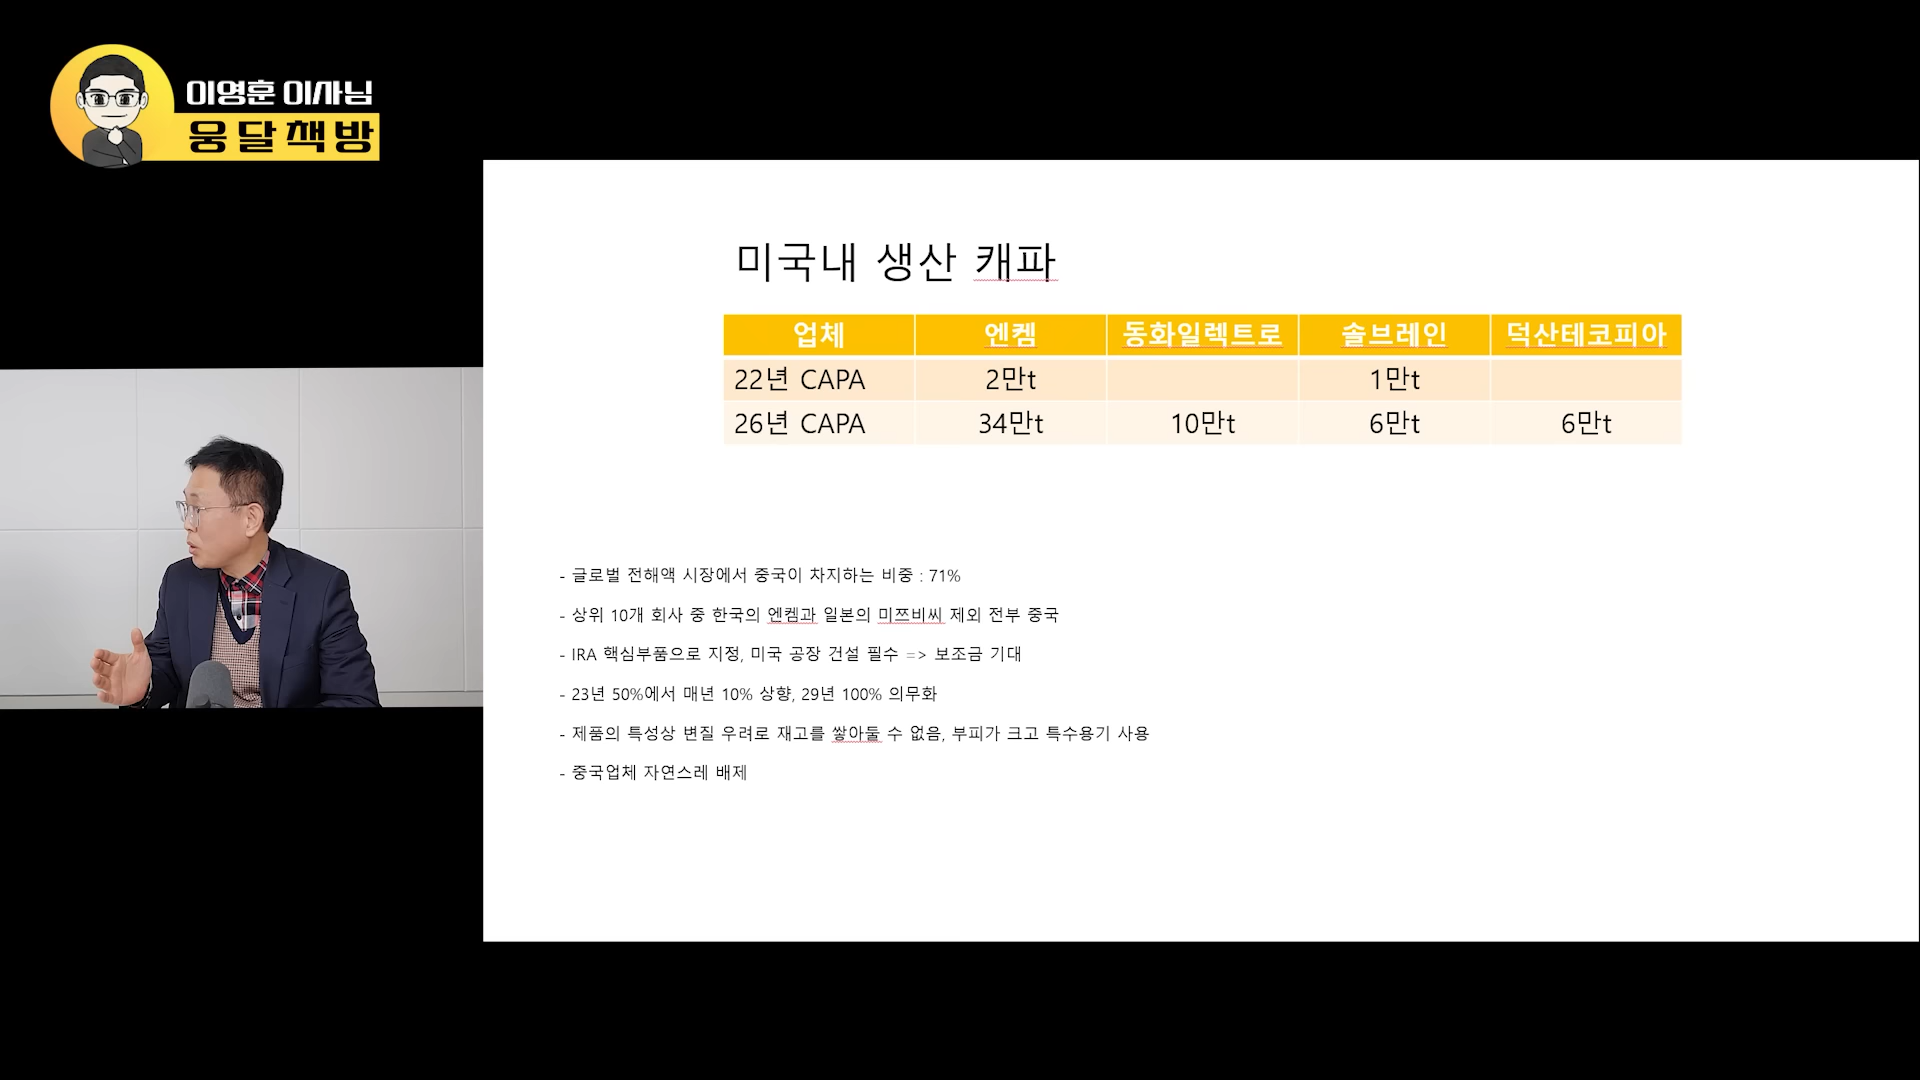 이영훈 이사님
웅달책방
미국내 생산 캐파
업체 엔켐 동화일렉트로 솔브레인 덕산테코피아
22년 CAPA 2만t 1만t
26년 CAPA 34만t 10만t 6만t 6만t
- 글로벌 전해액 시장에서 중국이 차지하는 비중 : 71%
- 상위 10개 회사 중 한국의 엔켐과 일본의 미쯔비씨 제외 전부 중국
- IRA 핵심부품으로 지정, 미국 공장 건설 필수 => 보조금 기대
- 23년 50%에서 매년 10% 상향, 29년 100% 의무화
- 제품의 특성상 변질 우려로 재고를 쌓아둘 수 없음, 부피가 크고 특수용기 사용
- 중국업체 자연스레 배제